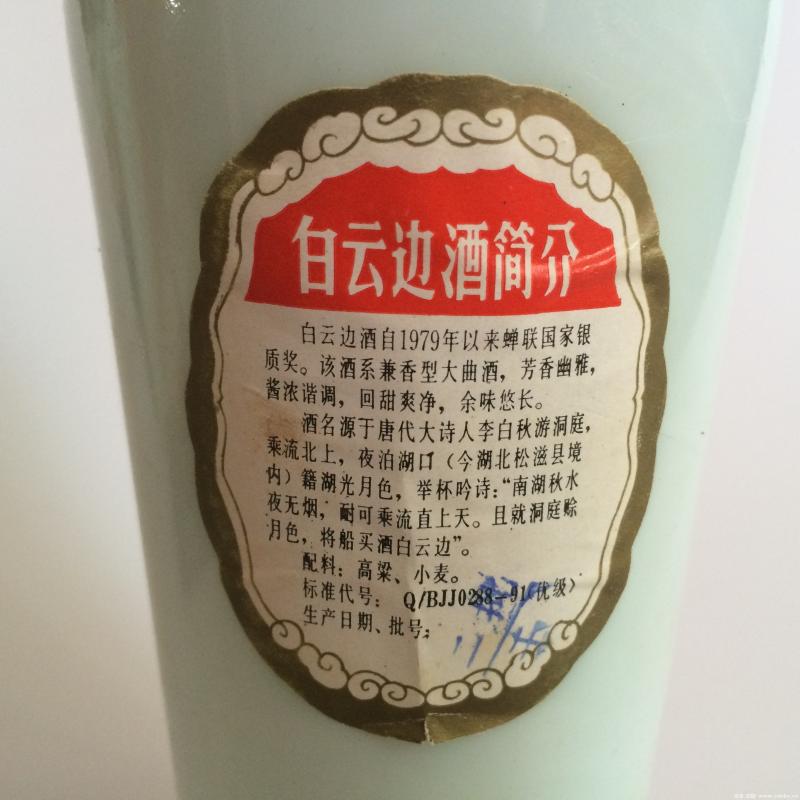 白云边酒简介
白云边酒自1979年以来蝉联国家银
质奖。该酒系兼香型大曲酒，芳香幽雅，
酱浓谐调，回甜爽净，余味悠长。
酒名源于唐代大诗人李白秋游洞庭，
乘流北上，夜泊湖口（今湖北松滋县境
内）籍湖光月色，举杯吟诗：“南湖秋水
夜无烟，耐可乘流直上天。且就洞庭赊
月色，将船买酒白云边”。
配料：高粱、小麦。
标准代号：Q/BJJ0288-91（优级）
生产日期、批号：